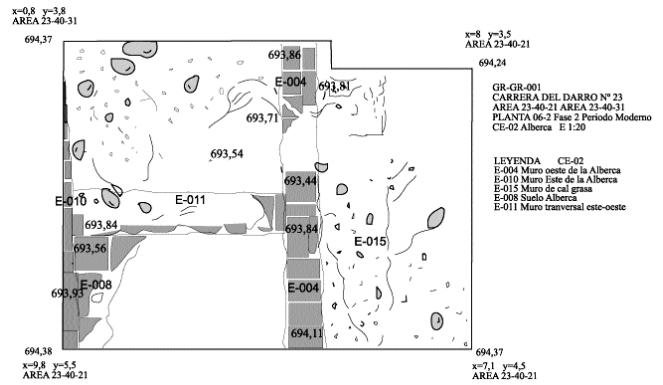 x=0,8 y=3,8
AREA 23-40-31
694,37
x=8 y=3,5
AREA 23-40-21
694,24
693,86
E-004
693,81
693,71
693,54
GR-GR-001
CARRERA DEL DARRO Nº 23
AREA 23-40-21 AREA 23-40-31
PLANTA 06-2 Fase 2 Periodo Moderno
CE-02 Alberca E 1:20
LEYENDA CE-02
E-004 Muro oeste de la Alberca
E-010 Muro Este de la Alberca
E-015 Muro de cal grasa
E-008 Suelo Alberca
E-011 Muro tranversal este-oeste
693,44
E-010
E-011
693,84
693,84
693,56
E-015
E-008
693,93
E-004
694,11
694,38
x=9,8 y=5,5
AREA 23-40-21
694,37
x=7,1 y=4,5
AREA 23-40-21